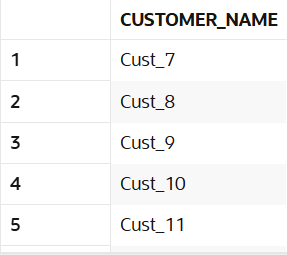 CUSTOMER_NAME
1 Cust_7
2 Cust_8
3 Cust_9
4 Cust_10
5 Cust_11